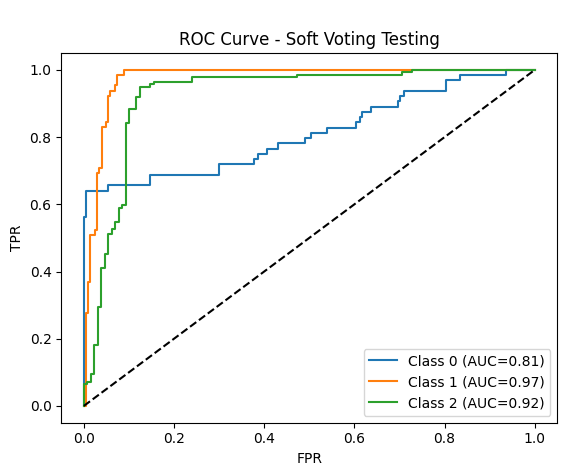 ROC Curve - Soft Voting Testing
1.0
0.8
0.6
0.4
0.2
0.0
TPR
Class 0 (AUC=0.81)
Class 1 (AUC=0.97)
Class 2 (AUC=0.92)
0.0 0.2 0.4 0.6 0.8 1.0
FPR